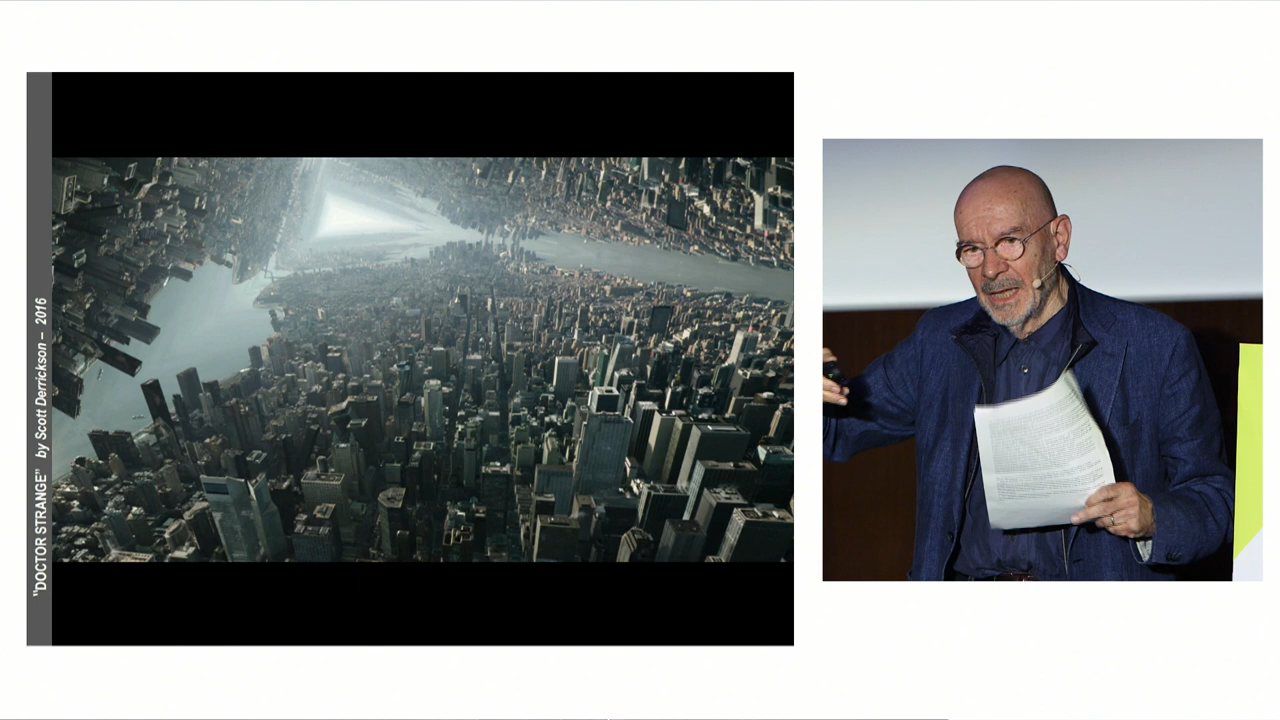 "DOCTOR STRANGE" by Scott Derrickson – 2016